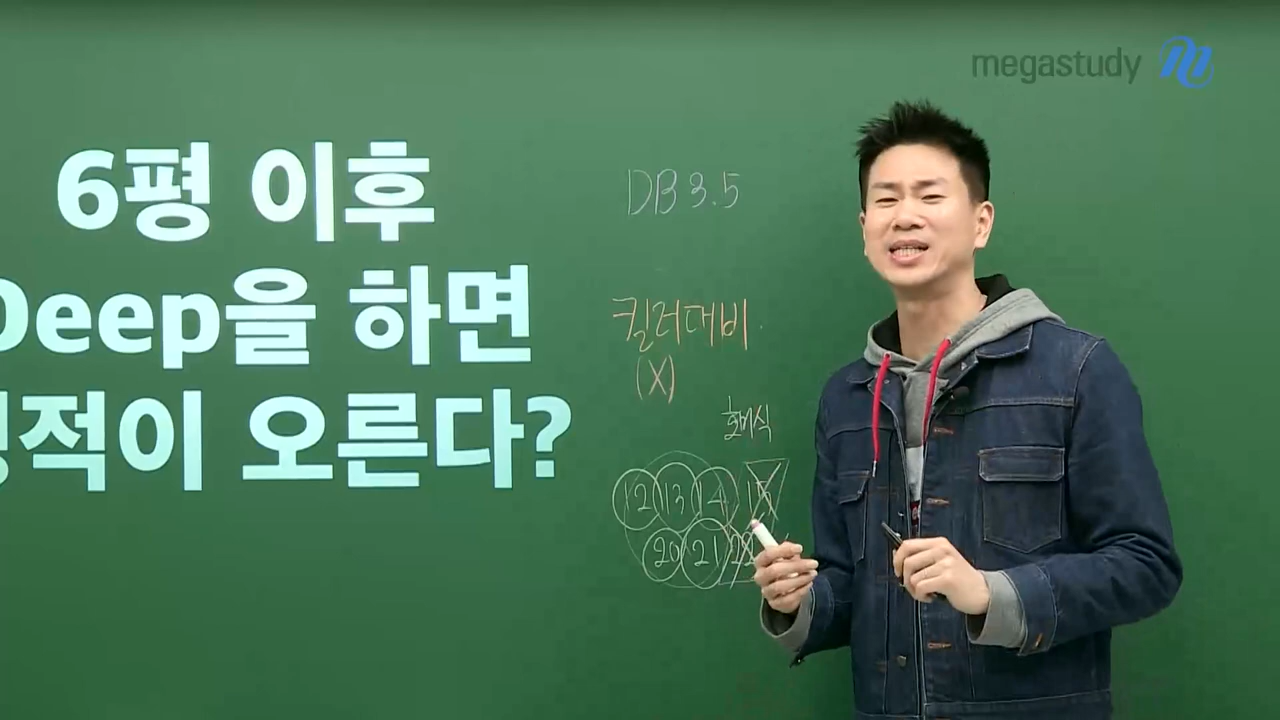 megastudy
6평 이후
Deep을 하면
성적이 오른다?
DB 3.5
킬러대비
(X)
12 13 14 15
20 21 22